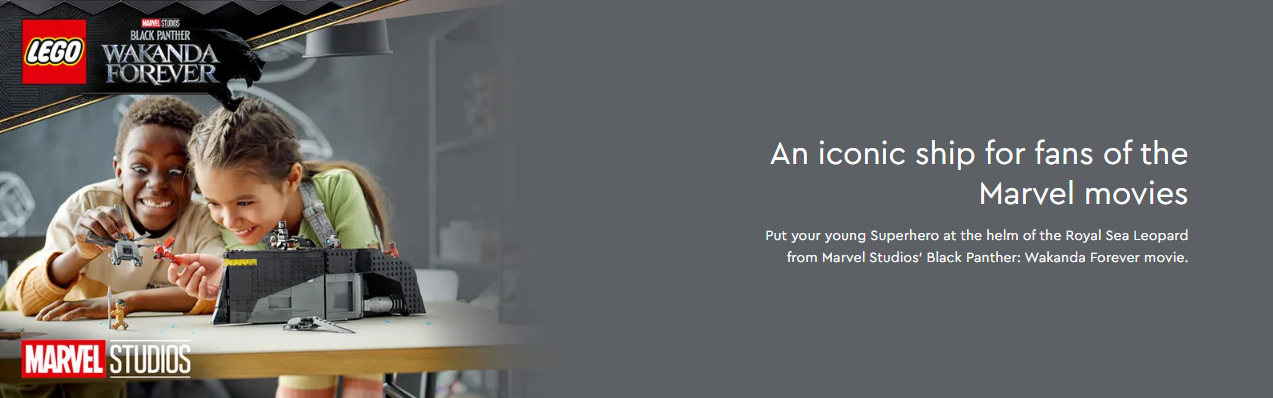 LEGO
MARVEL STUDIOS
BLACK PANTHER
WAKANDA
FOREVER
An iconic ship for fans of the
Marvel movies
Put your young Superhero at the helm of the Royal Sea Leopard
from Marvel Studios' Black Panther: Wakanda Forever movie.
MARVEL STUDIOS